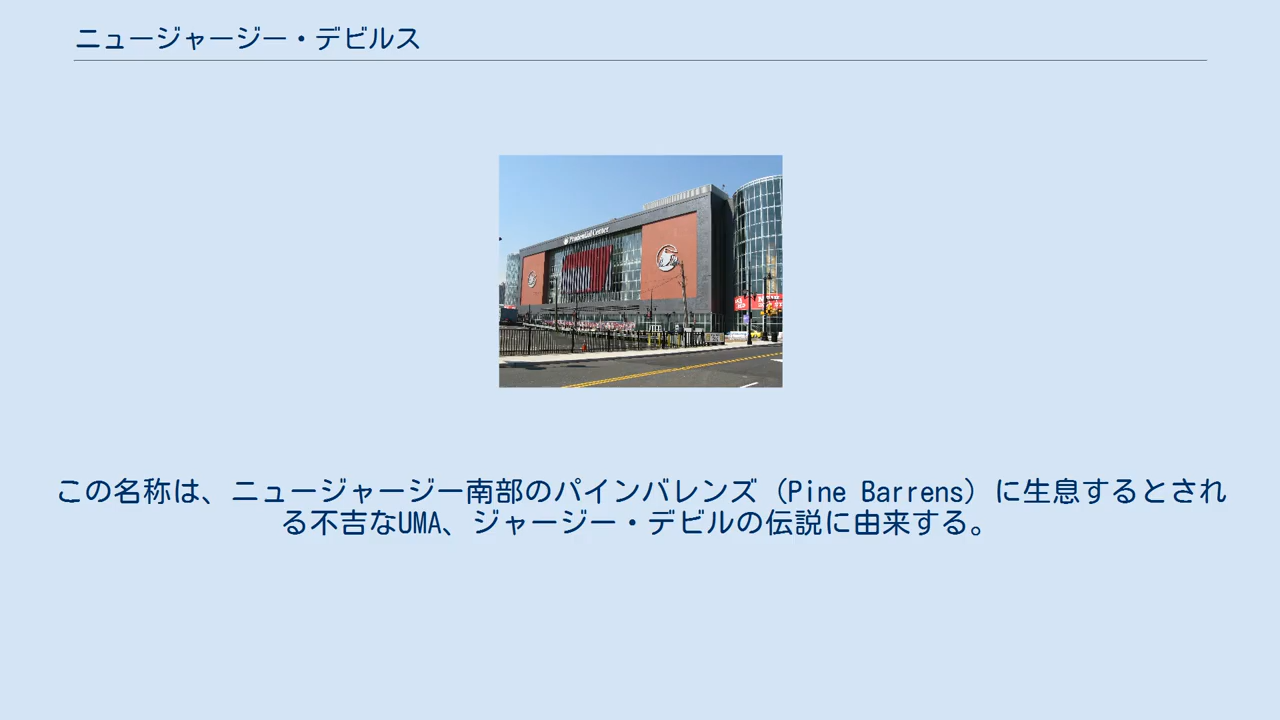 ニュージャージー・デビルス
Prudential Center
この名称は、ニュージャージー南部のパインバレンズ（Pine Barrens）に生息するとされ
る不吉なUMA、ジャージー・デビルの伝説に由来する。